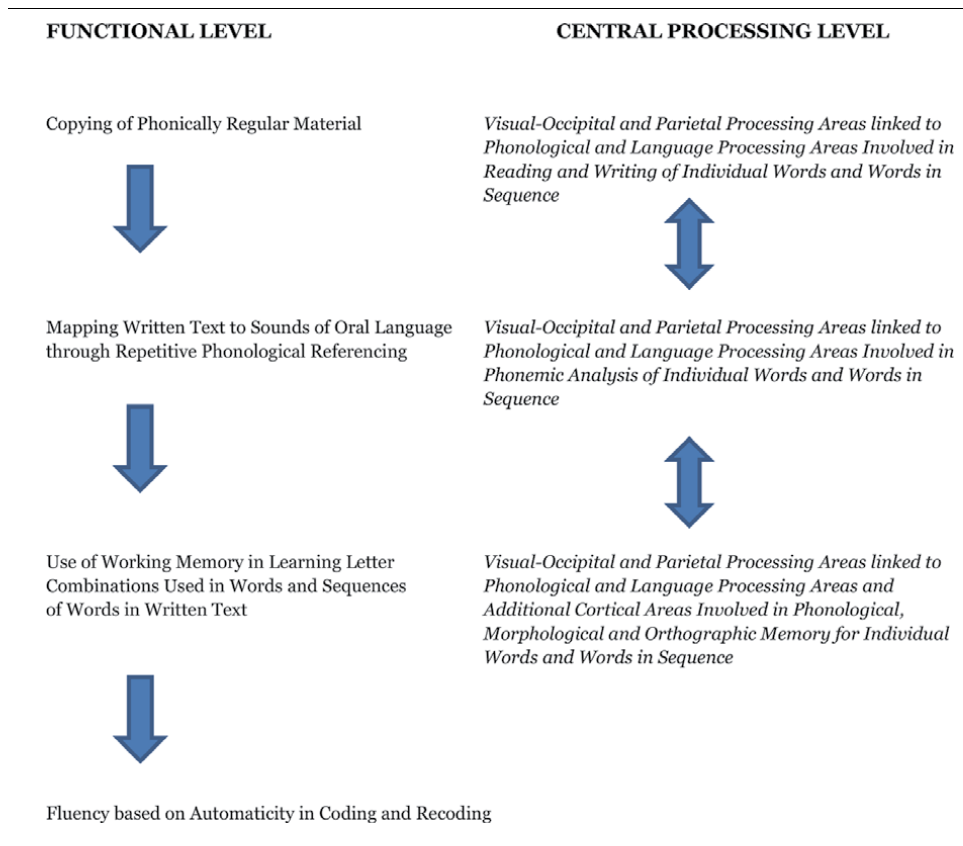 FUNCTIONAL LEVEL
CENTRAL PROCESSING LEVEL
Copying of Phonically Regular Material
Visual-Occipital and Parietal Processing Areas linked to
Phonological and Language Processing Areas Involved in
Reading and Writing of Individual Words and Words in
Sequence
Mapping Written Text to Sounds of Oral Language
through Repetitive Phonological Referencing
Visual-Occipital and Parietal Processing Areas linked to
Phonological and Language Processing Areas Involved in
Phonemic Analysis of Individual Words and Words in
Sequence
Use of Working Memory in Learning Letter
Combinations Used in Words and Sequences
of Words in Written Text
Visual-Occipital and Parietal Processing Areas linked to
Phonological and Language Processing Areas and
Additional Cortical Areas Involved in Phonological,
Morphological and Orthographic Memory for Individual
Words and Words in Sequence
Fluency based on Automaticity in Coding and Recoding